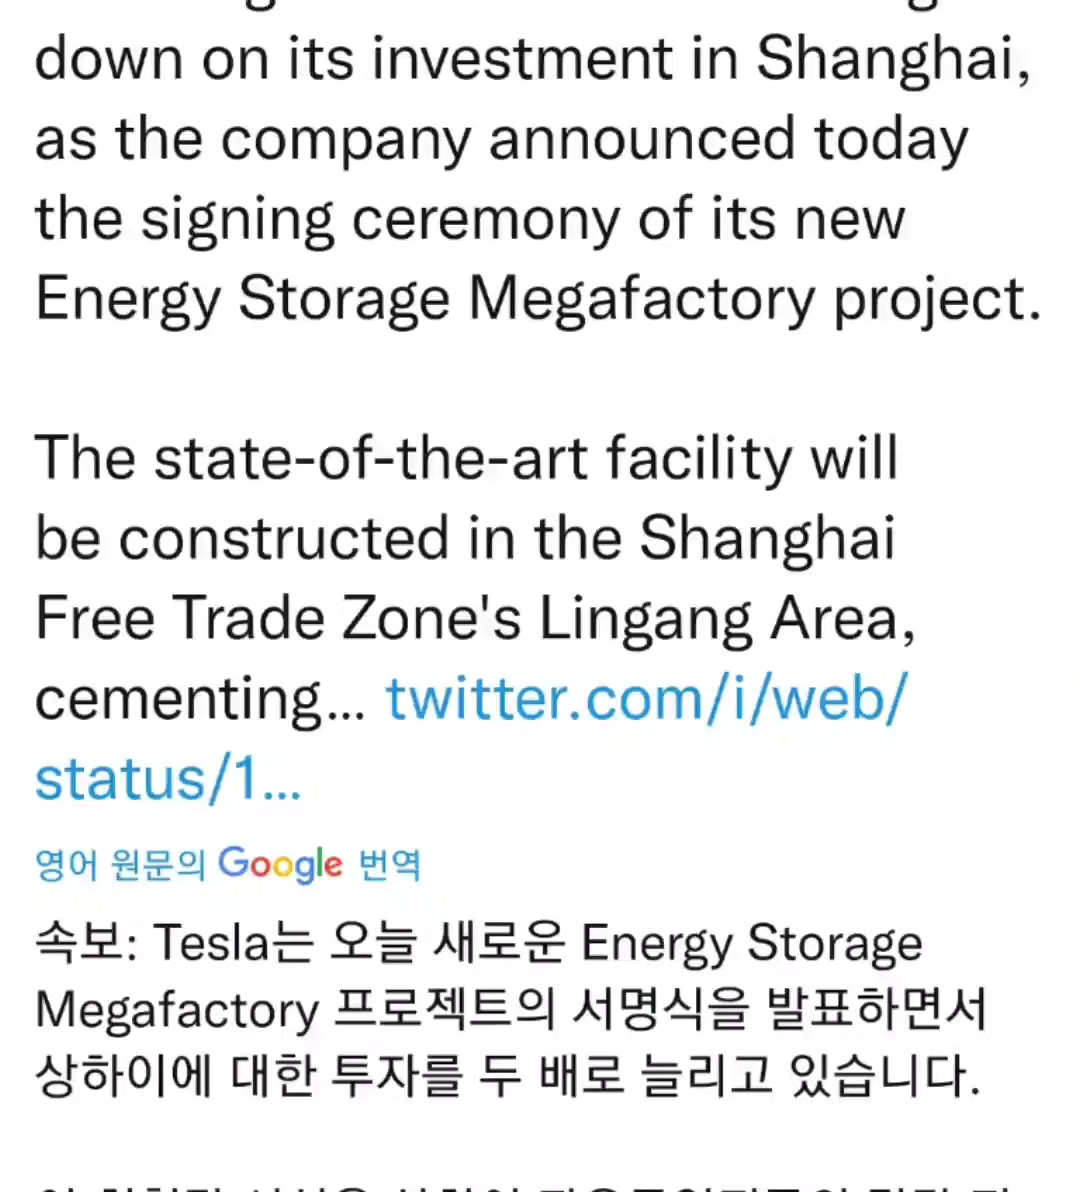 down on its investment in Shanghai,
as the company announced today
the signing ceremony of its new
Energy Storage Megafactory project.
The state-of-the-art facility will
be constructed in the Shanghai
Free Trade Zone's Lingang Area,
cementing... twitter.com/i/web/
status/1...
영어 원문의 Google 번역
속보: Tesla는 오늘 새로운 Energy Storage
Megafactory 프로젝트의 서명식을 발표하면서
상하이에 대한 투자를 두 배로 늘리고 있습니다.